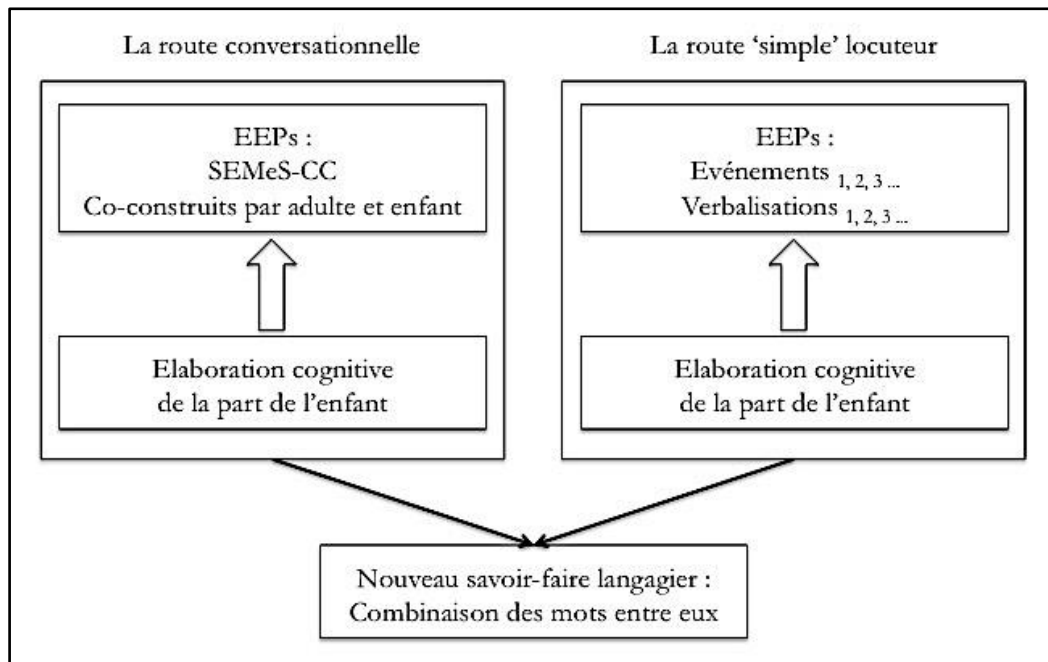 La route conversationnelle
EEPs :
SEMeS-CC
Co-construits par adulte et enfant
Elaboration cognitive
de la part de l'enfant
La route ‘simple’ locuteur
EEPs :
Evénements 1, 2, 3 ...
Verbalisations 1, 2, 3 ...
Elaboration cognitive
de la part de l'enfant
Nouveau savoir-faire langagier :
Combinaison des mots entre eux